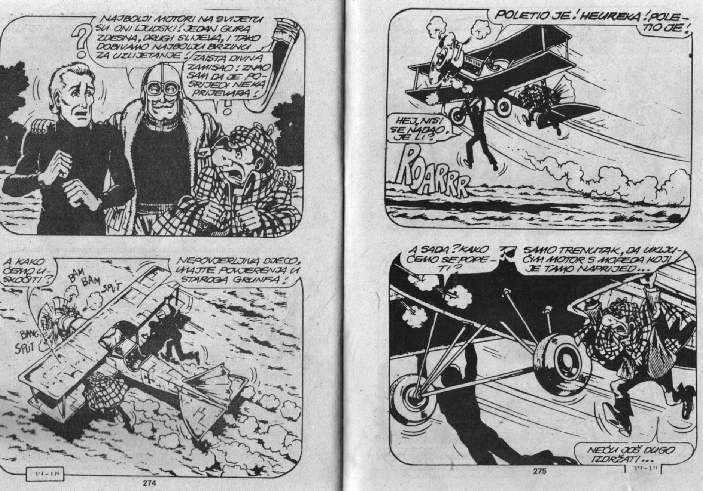 ?
NAJBOLJI MOTORI NA SVIJETU
SU ONI LJUDSKI! JEDAN GURA
ZDESNA, DRUGI SLIJEVA, I TAKO
DOBIVAMO NAJBOLJU BRZINU
ZA UZLIJETANJE!
ZAISTA DIVNA
ZAMISAO! ZNAO
SAM DA JE PO-
SRIJEDI NEKA
PRIJEVARA!
A KAKO
ĆEMO U-
SKOČITI?
BAM
BAM
SPUT
BANG
SPUT
NEPOVJERLJIVA DJECO,
IMAJTE POVJERENJA U
STAROGA GRUNFA!
274
POLETIO JE! HEUREKA! POLE-
TIO JE!
HEJ, NISI
SE NADAO,
JE LI?
ROARRR
A SADA? KAKO
ĆEMO SE POPE-
TI?
SAMO TRENUTAK, DA UKLJU-
ČIM MOTOR S MOPEDA KOJI
JE TAMO NAPRIJED...
NEĆU JOŠ DUGO
IZDRŽATI...
275